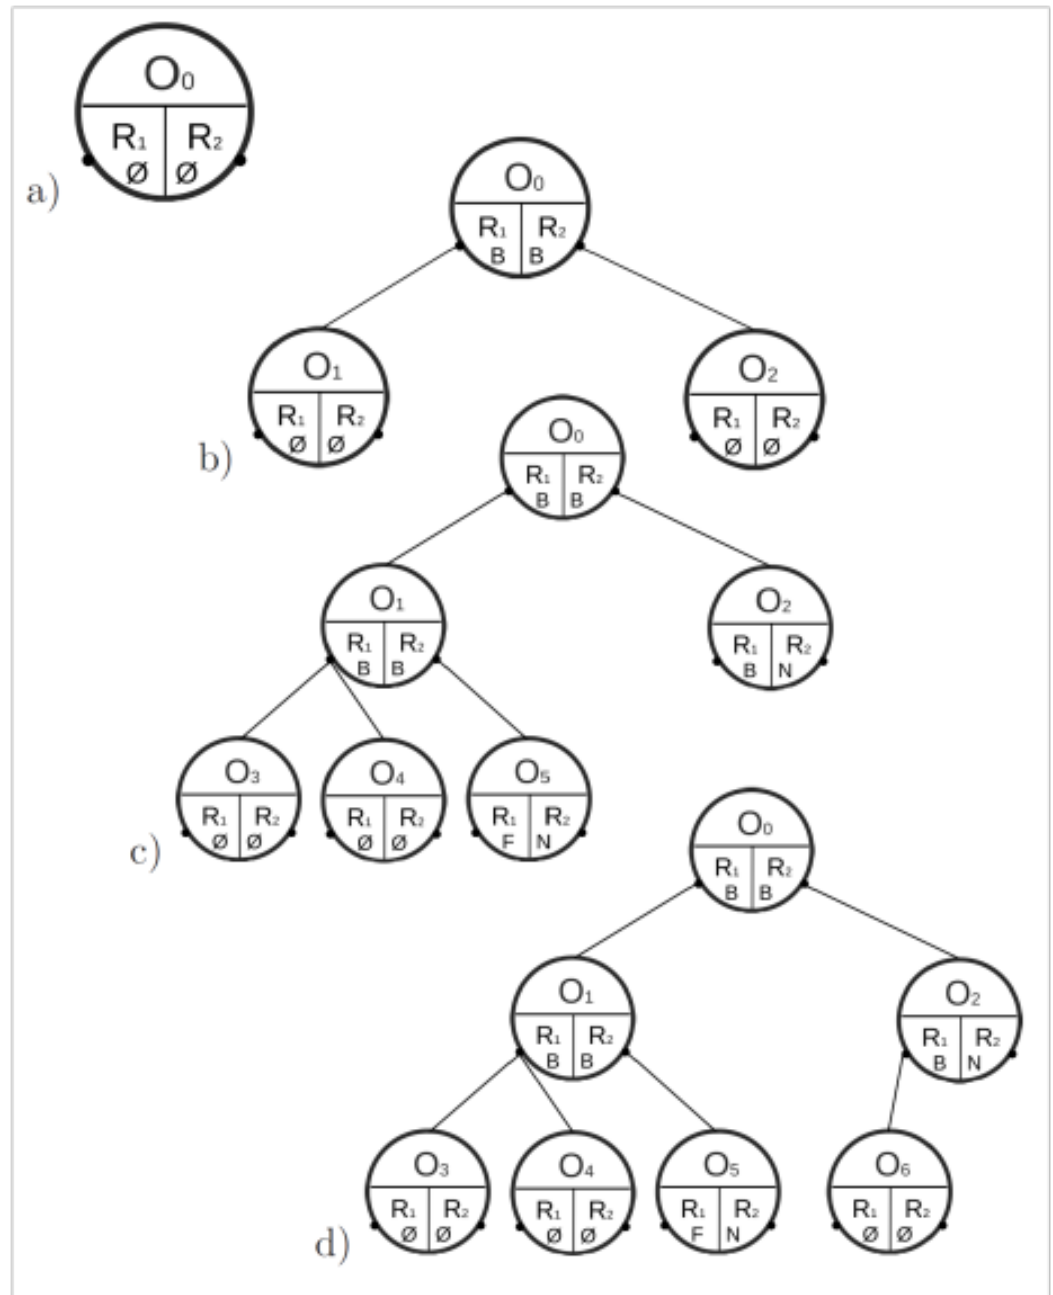 O₀
R₁ R₂
Ø Ø
a)
O₀
R₁ R₂
B B
O₁ O₂
R₁ R₂ R₁ R₂
Ø Ø Ø Ø
b)
O₀
R₁ R₂
B B
O₁ O₂
R₁ R₂ R₁ R₂
B B B N
O₃ O₄ O₅
R₁ R₂ R₁ R₂ R₁ R₂
Ø Ø Ø Ø F N
c)
O₀
R₁ R₂
B B
O₁ O₂
R₁ R₂ R₁ R₂
B B B N
O₃ O₄ O₅ O₆
R₁ R₂ R₁ R₂ R₁ R₂ R₁ R₂
Ø Ø Ø Ø F N Ø Ø
d)